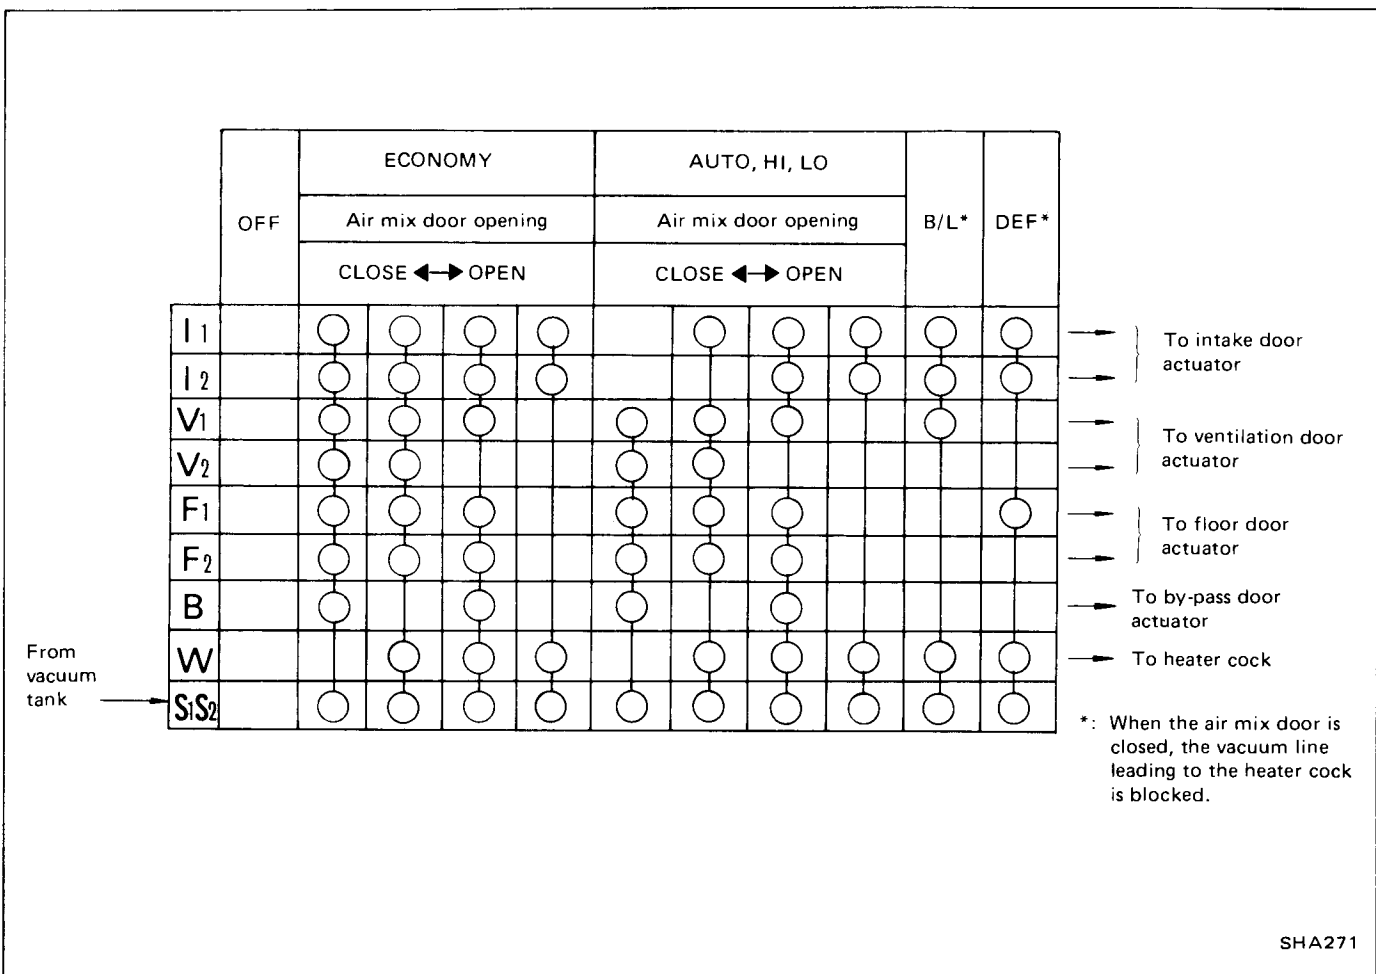 ECONOMY
AUTO, HI, LO
OFF
Air mix door opening
Air mix door opening
B/L*
DEF*
CLOSE ◄─► OPEN
CLOSE ◄─► OPEN
I1
To intake door
actuator
I2
V1
To ventilation door
actuator
V2
F1
To floor door
actuator
F2
B
To by-pass door
actuator
W
To heater cock
From
vacuum
tank
S1S2
*: When the air mix door is
closed, the vacuum line
leading to the heater cock
is blocked.
SHA271